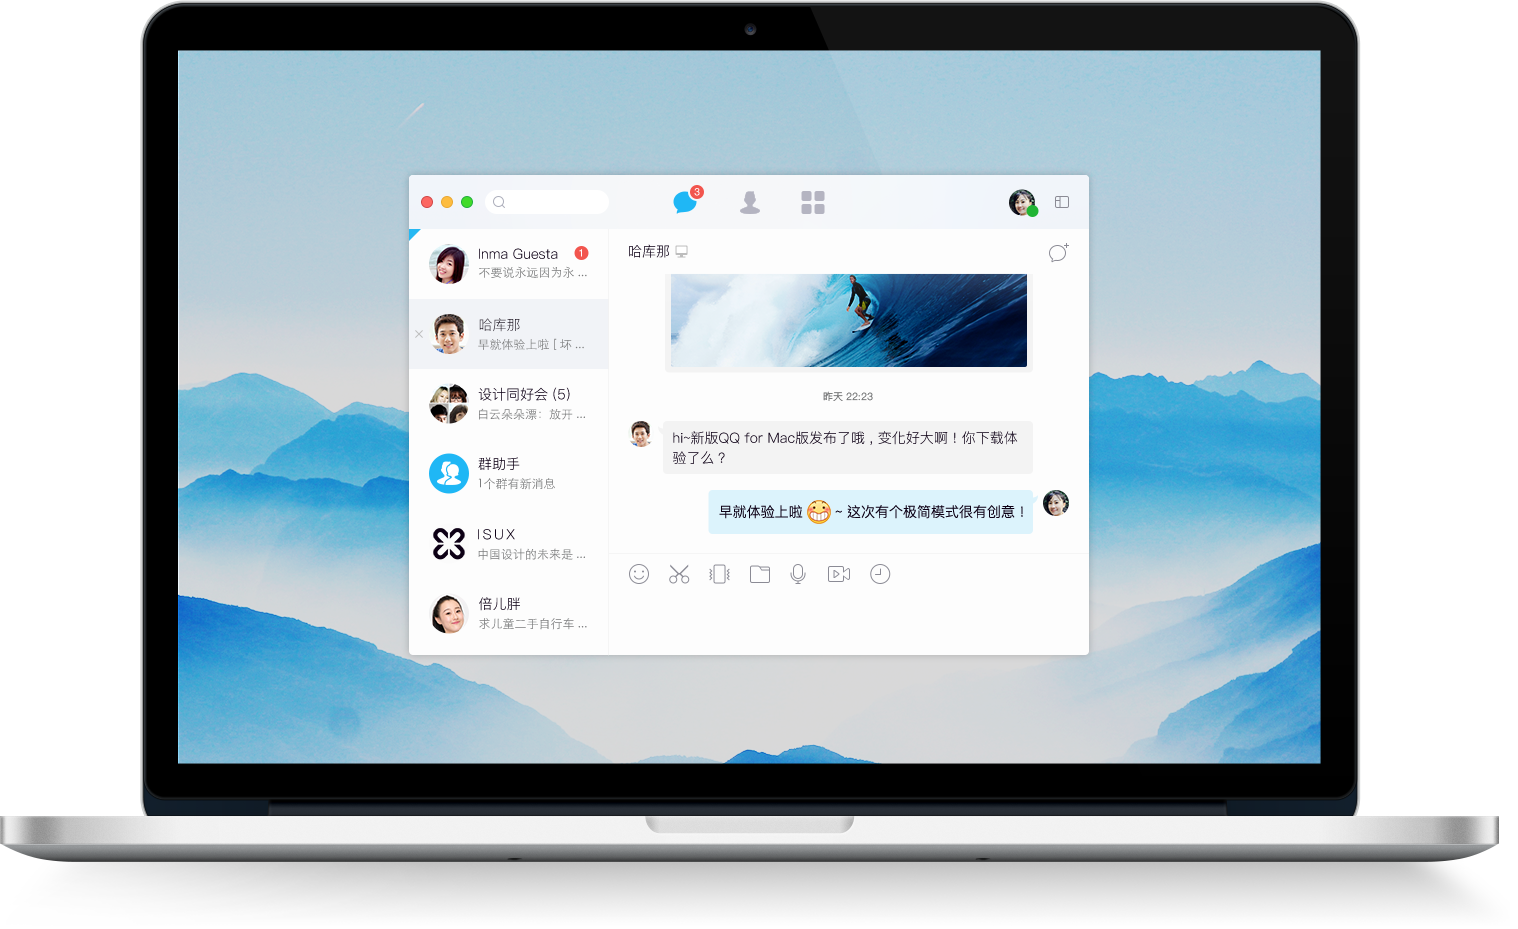 3
Inma Guesta
1
不要说永远因为永 ...
哈库那
早就体验上啦 [ 坏 ...
设计同好会 (5)
白云朵朵漂：放开 ...
群助手
1个群有新消息
ISUX
中国设计的未来是 ...
倍儿胖
求儿童二手自行车 ...
哈库那
昨天 22:23
hi~新版QQ for Mac版发布了哦 , 变化好大啊 ! 你下载体
验了么 ?
早就体验上啦 ~ 这次有个极简模式很有创意 !